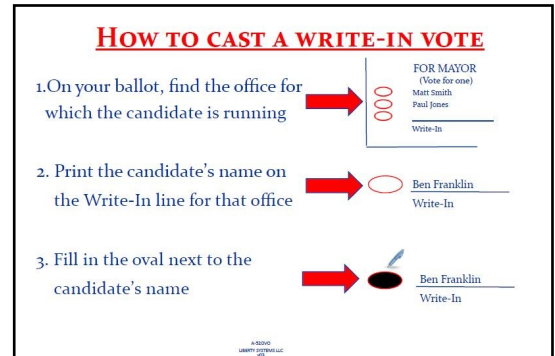 HOW TO CAST A WRITE-IN VOTE
1.On your ballot, find the office for
which the candidate is running
FOR MAYOR
(Vote for one)
Matt Smith
Paul Jones
Write-In
2. Print the candidate's name on
the Write-In line for that office
Ben Franklin
Write-In
3. Fill in the oval next to the
candidate's name
Ben Franklin
Write-In
LIBERTY SYSTEMS LLC